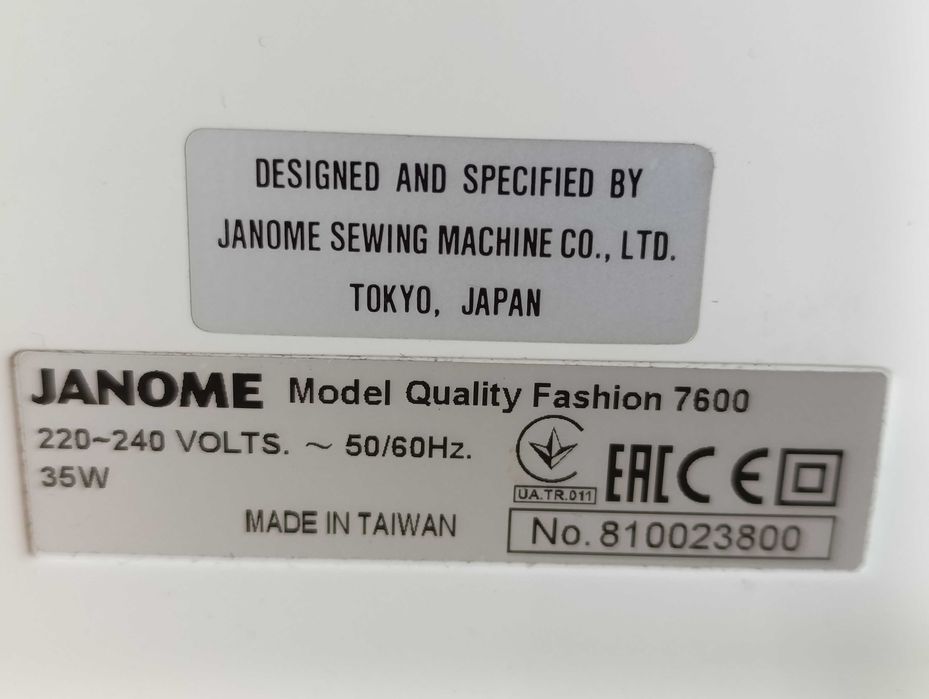 DESIGNED AND SPECIFIED BY
JANOME SEWING MACHINE CO., LTD.
TOKYO, JAPAN
JANOME Model Quality Fashion 7600
220~240 VOLTS. ~ 50/60Hz.
35W
UA.TR.011
EAC CE
MADE IN TAIWAN
No. 810023800